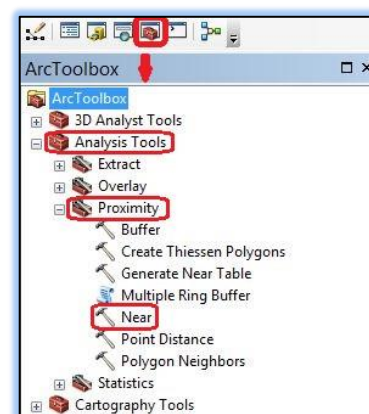 ArcToolbox
ArcToolbox
3D Analyst Tools
Analysis Tools
Extract
Overlay
Proximity
Buffer
Create Thiessen Polygons
Generate Near Table
Multiple Ring Buffer
Near
Point Distance
Polygon Neighbors
Statistics
Cartography Tools